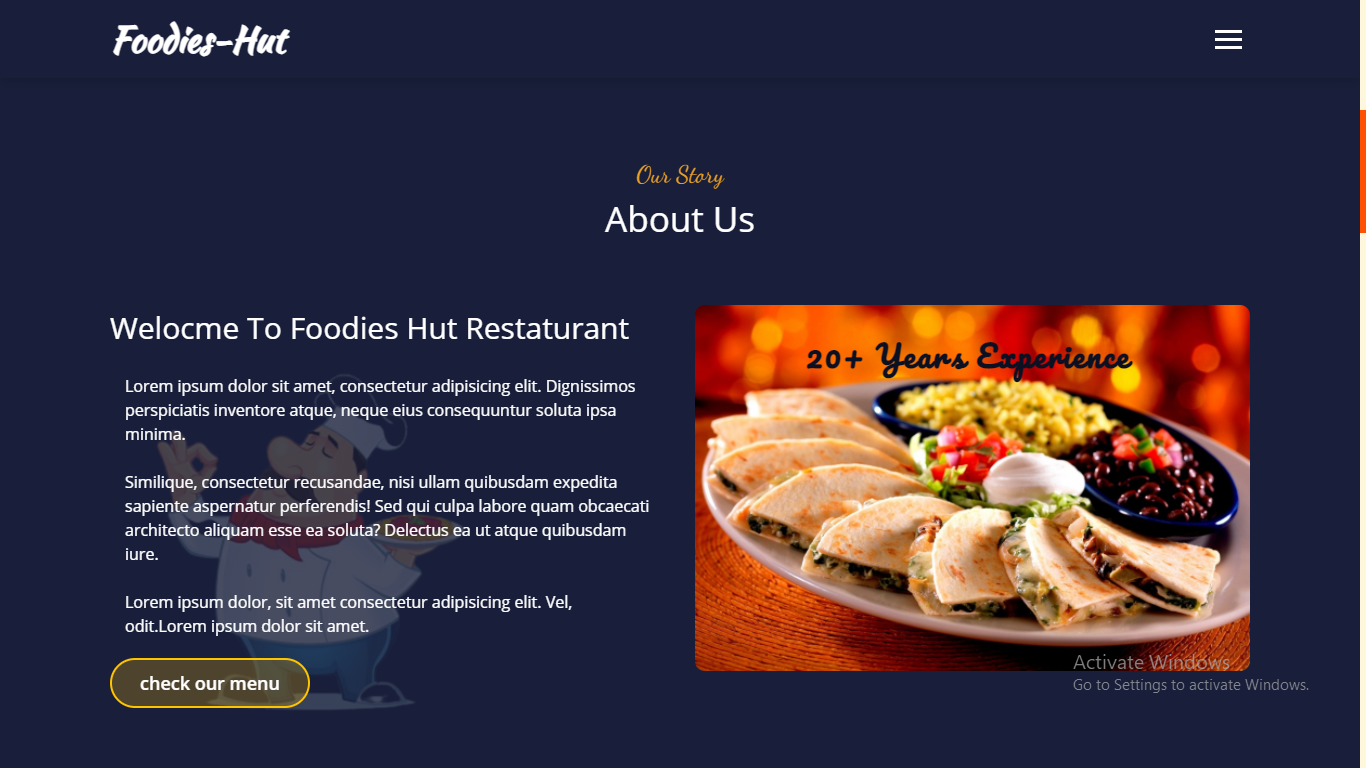 Foodies-Hut
Our Story
About Us
Welocme To Foodies Hut Restaturant
Lorem ipsum dolor sit amet, consectetur adipisicing elit. Dignissimos
perspiciatis inventore atque, neque eius consequuntur soluta ipsa
minima.
Similique, consectetur recusandae, nisi ullam quibusdam expedita
sapiente aspernatur perferendis! Sed qui culpa labore quam obcaecati
architecto aliquam esse ea soluta? Delectus ea ut atque quibusdam
iure.
Lorem ipsum dolor, sit amet consectetur adipisicing elit. Vel,
odit.Lorem ipsum dolor sit amet.
check our menu
20+ Years Experience
Activate Windows
Go to Settings to activate Windows.